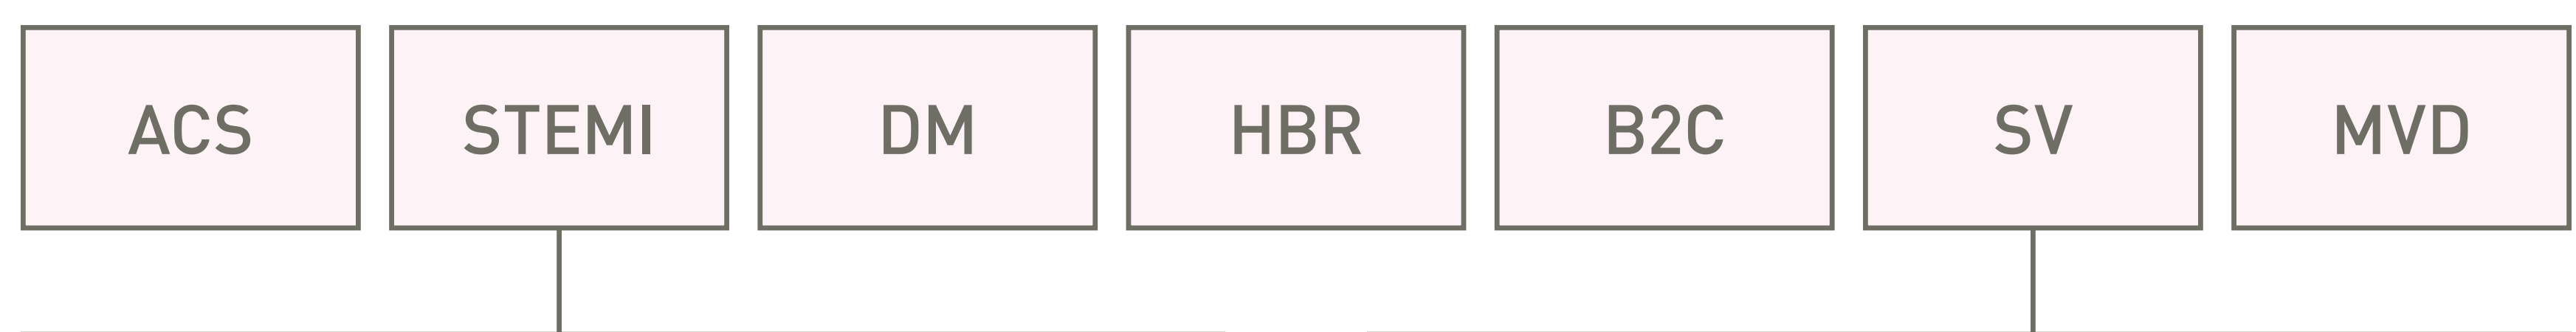 ACS STEMI DM HBR B2C SV MVD